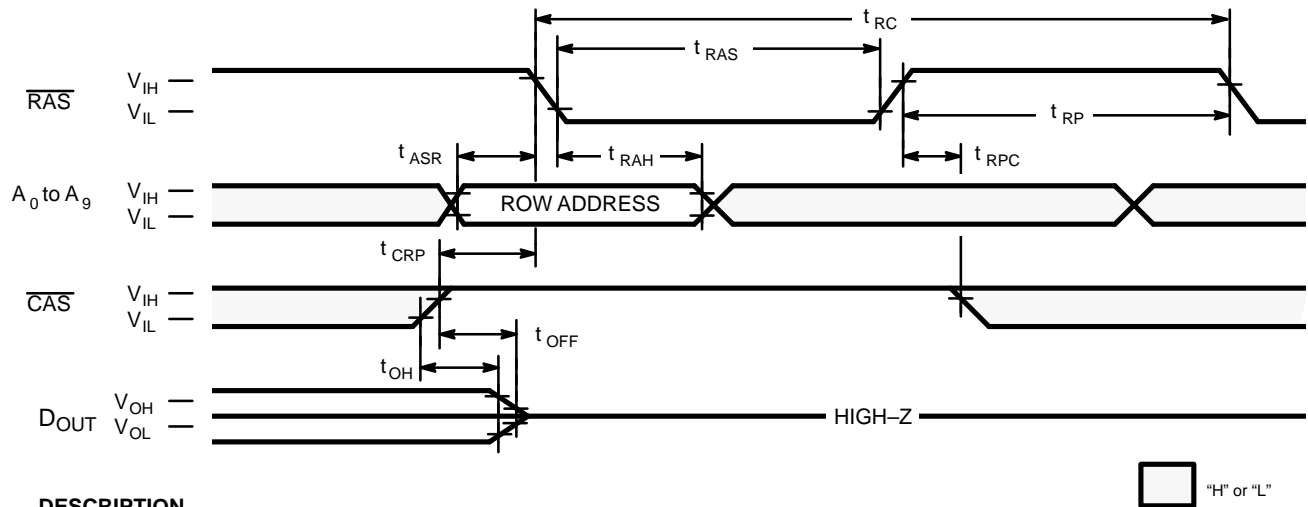 t RC
t RAS
RAS
V IH
V IL
t RP
t ASR
t RAH
t RPC
A 0 to A 9
V IH
V IL
ROW ADDRESS
t CRP
CAS
V IH
V IL
t OFF
t OH
D OUT
V OH
V OL
HIGH–Z
"H" or "L"
DESCRIPTION